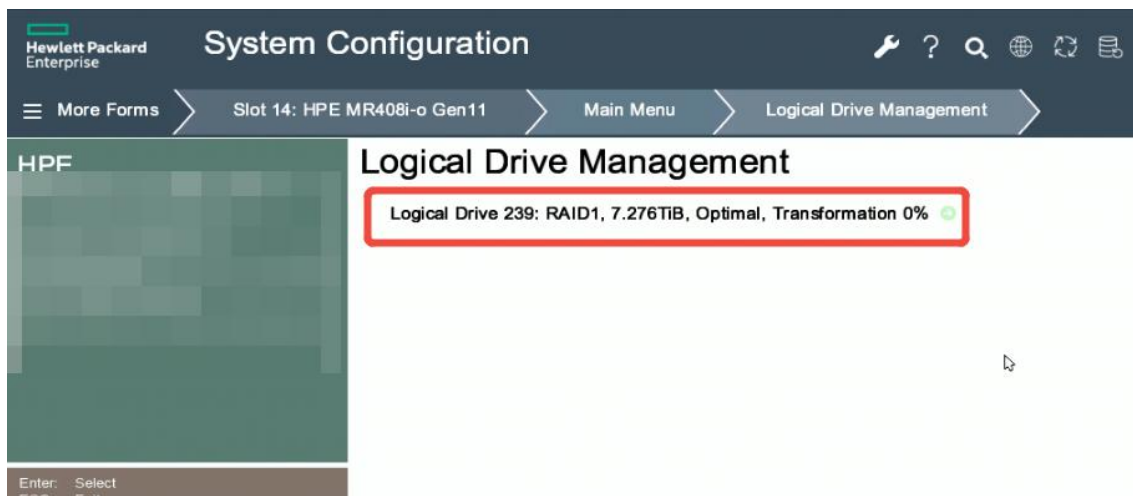 Hewlett Packard
Enterprise
System Configuration
?
More Forms
Slot 14: HPE MR408i-o Gen11
Main Menu
Logical Drive Management
HPE
Logical Drive Management
Logical Drive 239: RAID1, 7.276TiB, Optimal, Transformation 0%
Enter: Select